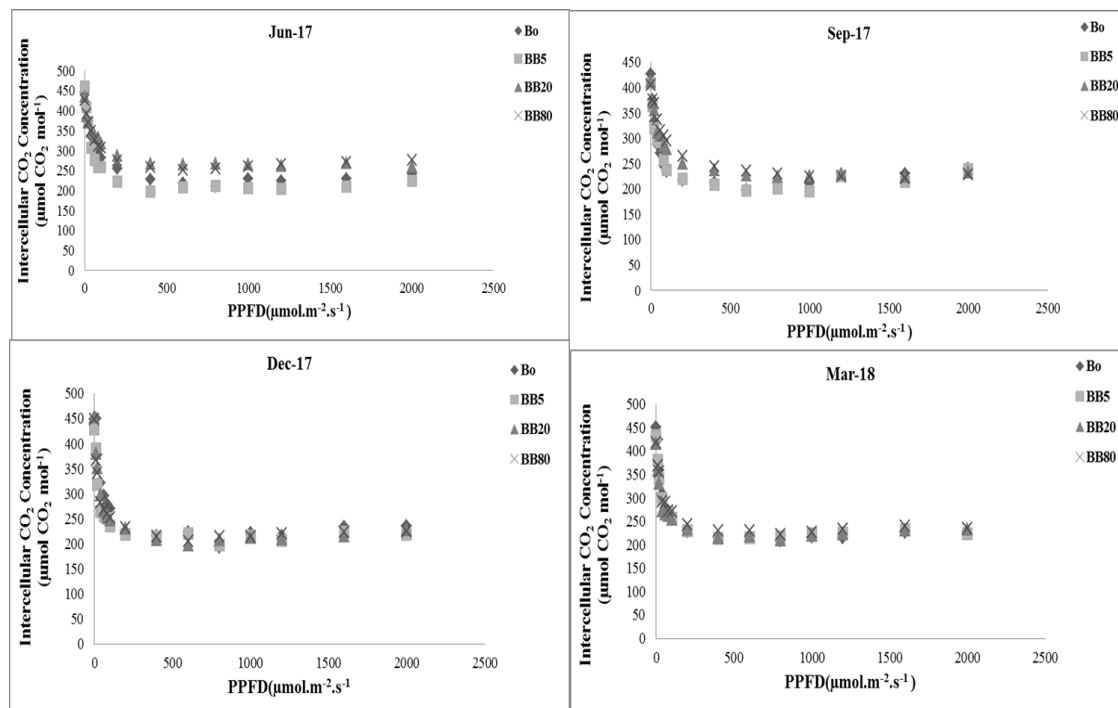 Jun-17
Intercellular CO₂ Concentration
(µmol CO₂ mol⁻¹)
500
450
400
350
300
250
200
150
100
50
0
0 500 1000 1500 2000 2500
PPFD(µmol.m⁻².s⁻¹ )
Bo
BB5
BB20
BB80
Sep-17
Intercellular CO₂ Concentration
(µmol CO₂ mol⁻¹)
450
400
350
300
250
200
150
100
50
0
0 500 1000 1500 2000 2500
PPFD(µmol.m⁻².s⁻¹)
Bo
BB5
BB20
BB80
Dec-17
Intercellular CO₂ Concentration
(µmol CO₂ mol⁻¹)
500
450
400
350
300
250
200
150
100
50
0
0 500 1000 1500 2000 2500
PPFD(µmol.m⁻².s⁻¹
Bo
BB5
BB20
BB80
Mar-18
Intercellular CO₂ Concentration
(µmol CO₂ mol⁻¹)
500
450
400
350
300
250
200
150
100
50
0
0 500 1000 1500 2000 2500
PPFD(µmol.m⁻².s⁻¹
Bo
BB5
BB20
BB80